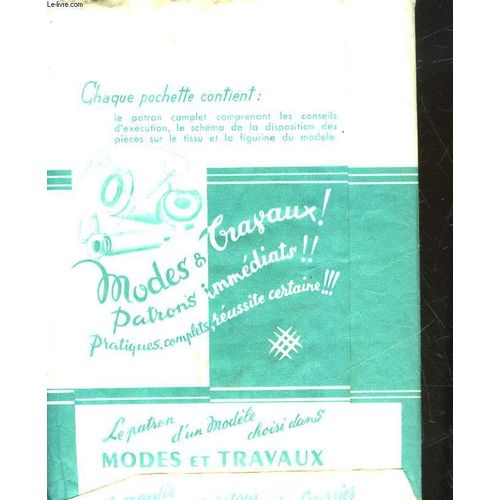 Le-livre.com
Chaque pochette contient :
le patron complet comprenant les conseils
d'exécution, le schéma de la disposition des
pièces sur le tissu et la figurine du modèle.
Modes & Travaux !
Patrons immédiats !!
Pratiques, complets, réussite certaine !!!
Le patron d'un Modèle choisi dans
MODES ET TRAVAUX
Courrier